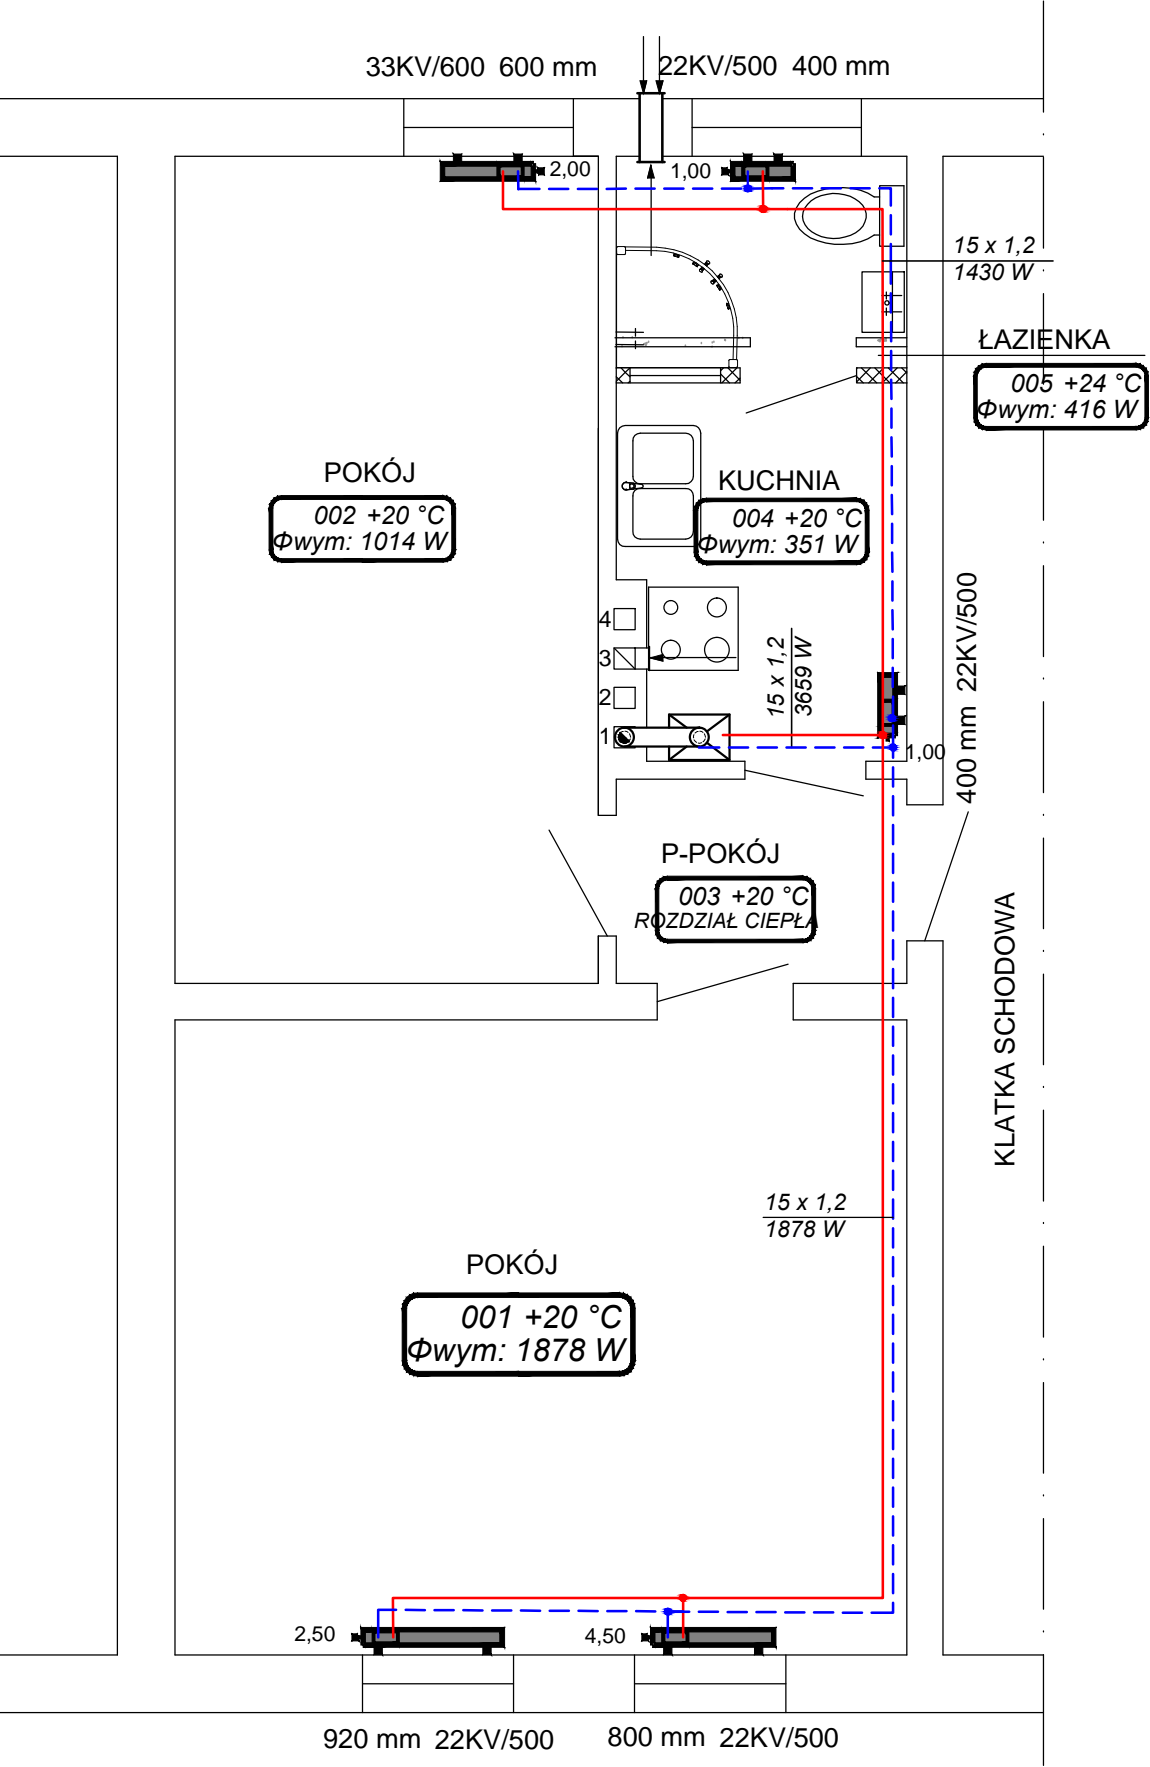 33KV/600 600 mm
22KV/500 400 mm
2,00
1,00
15 x 1,2
1430 W
ŁAZIENKA
005 +24 °C
Φwym: 416 W
POKÓJ
002 +20 °C
Φwym: 1014 W
KUCHNIA
004 +20 °C
Φwym: 351 W
4
3
2
1
15 x 1,2
3659 W
1,00
400 mm 22KV/500
P-POKÓJ
003 +20 °C
ROZDZIAŁ CIEPŁA
KLATKA SCHODOWA
15 x 1,2
1878 W
POKÓJ
001 +20 °C
Φwym: 1878 W
2,50
4,50
920 mm 22KV/500
800 mm 22KV/500